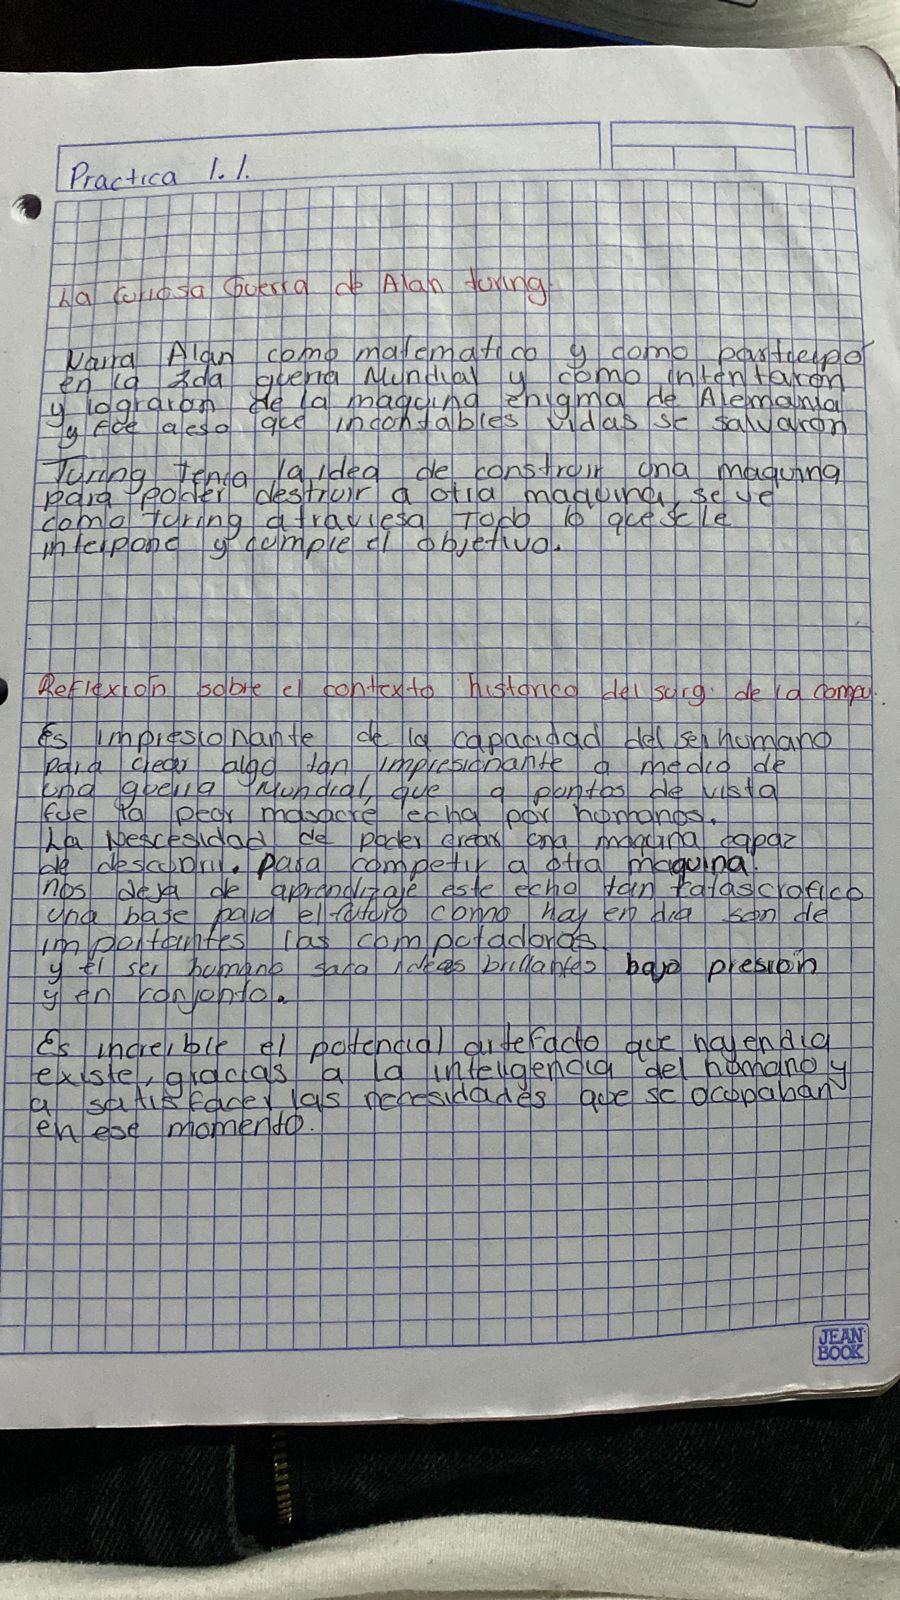 Practica 1.1.
La Curiosa Guerra de Alan turing
Narra Alan como matematico y como participo
en la 2da guerra Mundial y como intentaron
y lograron de la maquina enigma de Alemania
y fue aeso que incontables vidas se salvaron
Turing tenia la idea de construir una maquina
para poder destruir a otra maquina, se ve
como turing atraviesa Todo lo que se le
interpone y cumple el objetivo.
Reflexion sobre el contexto historico del surg. de la compu.
Es impresionante de la capacidad del ser humano
para crear algo tan impresionante a medio de
una guerra Mundial, que a puntos de vista
fue la peor masacre echa por humanos.
La Nescesidad de poder crear una maquina capaz
de descubrir. para competir a otra maquina.
nos deja de aprendizaje este echo tan catascrofico
una base para el futuro como hoy en dia son de
importantes las computadoras.
y el ser humano saca ideas brillantes bajo presion
y en conjunto.
Es increible el potencial artefacto que hoy en dia
existe, gracias a la inteligencia del humano y
a satisfacer las necesidades que se ocupaban
en ese momento.
JEAN
BOOK